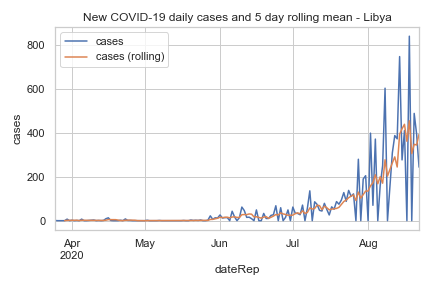 New COVID-19 daily cases and 5 day rolling mean - Libya
cases
cases (rolling)
800
600
400
200
0
cases
Apr
2020
May
Jun
Jul
Aug
dateRep